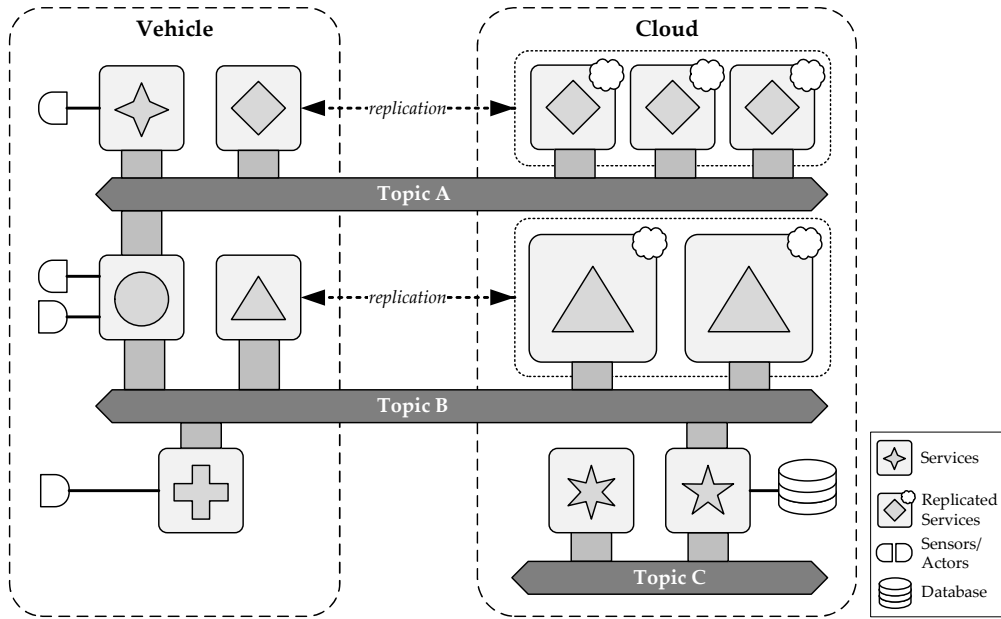 Vehicle
Cloud
replication
Topic A
replication
Topic B
Topic C
Services
Replicated
Services
Sensors/
Actors
Database